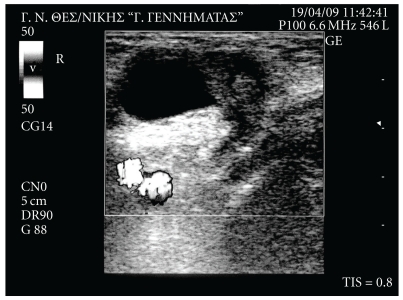 Γ. Ν. ΘΕΣ/ΝΙΚΗΣ “Γ. ΓΕΝΝΗΜΑΤΑΣ”
19/04/09 11:42:41
P100 6.6 MHz 546 L
GE
50
R
V
50
CG14
CN0
5 cm
DR90
G 88
TIS = 0.8